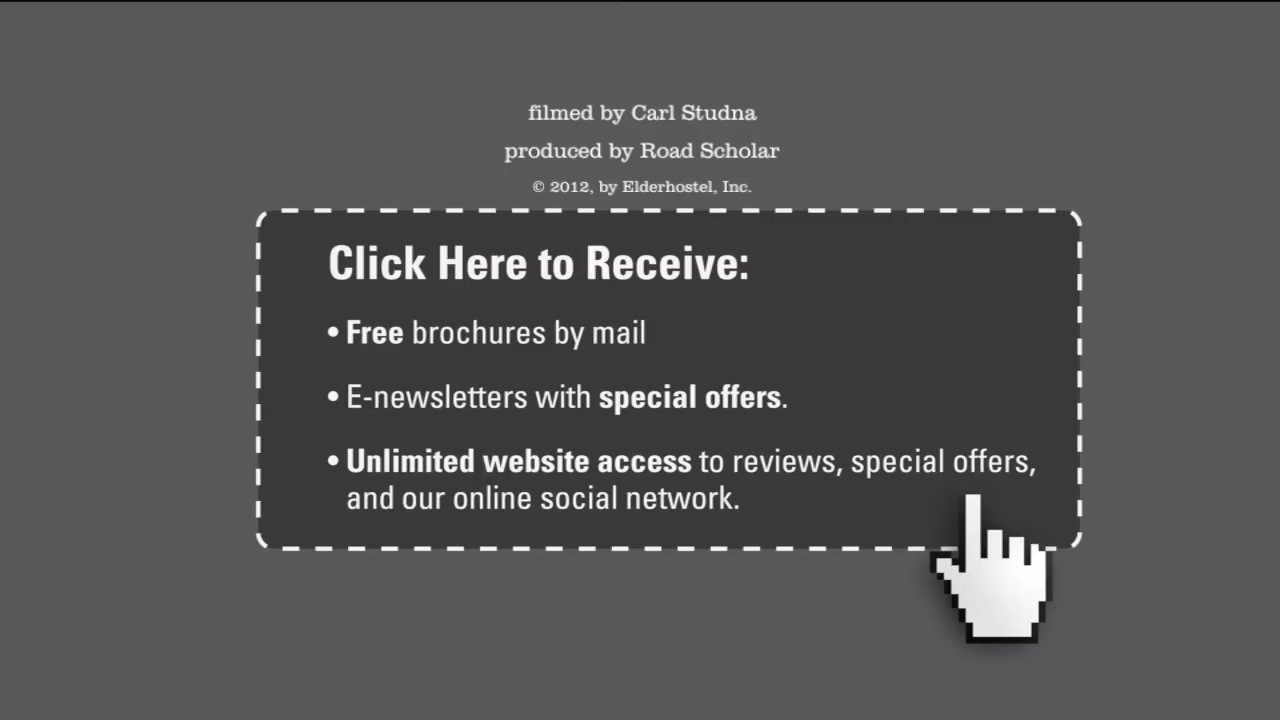 filmed by Carl Studna
produced by Road Scholar
© 2012, by Elderhostel, Inc.
Click Here to Receive:
• Free brochures by mail
• E-newsletters with special offers.
• Unlimited website access to reviews, special offers,
and our online social network.